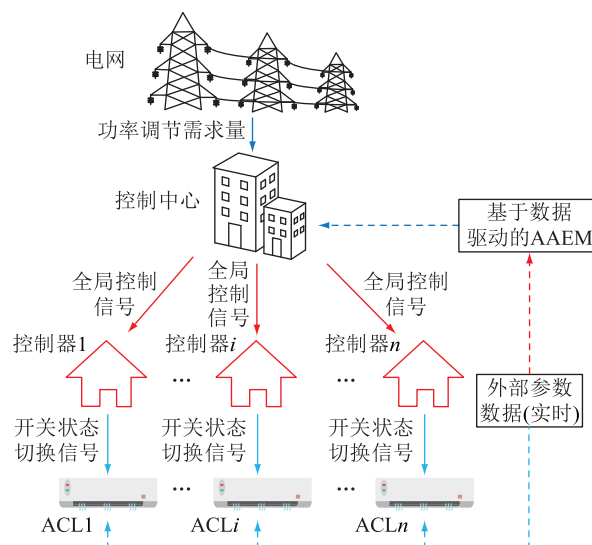 电网
功率调节需求量
控制中心
基于数据
驱动的AAEM
全局控制
信号
全局
控制
信号
全局控制
信号
控制器1
控制器i
控制器n
...
...
外部参数
数据(实时)
开关状态
切换信号
开关状态
切换信号
开关状态
切换信号
...
...
ACL1
ACLi
ACLn